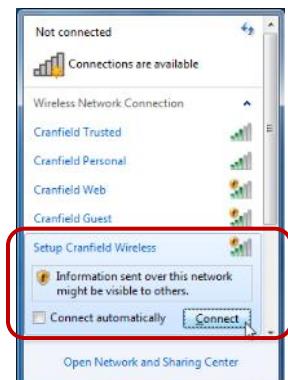 Not connected
Connections are available
Wireless Network Connection
Cranfield Trusted
Cranfield Personal
Cranfield Web
Cranfield Guest
Setup Cranfield Wireless
Information sent over this network
might be visible to others.
Connect automatically Connect
Open Network and Sharing Center